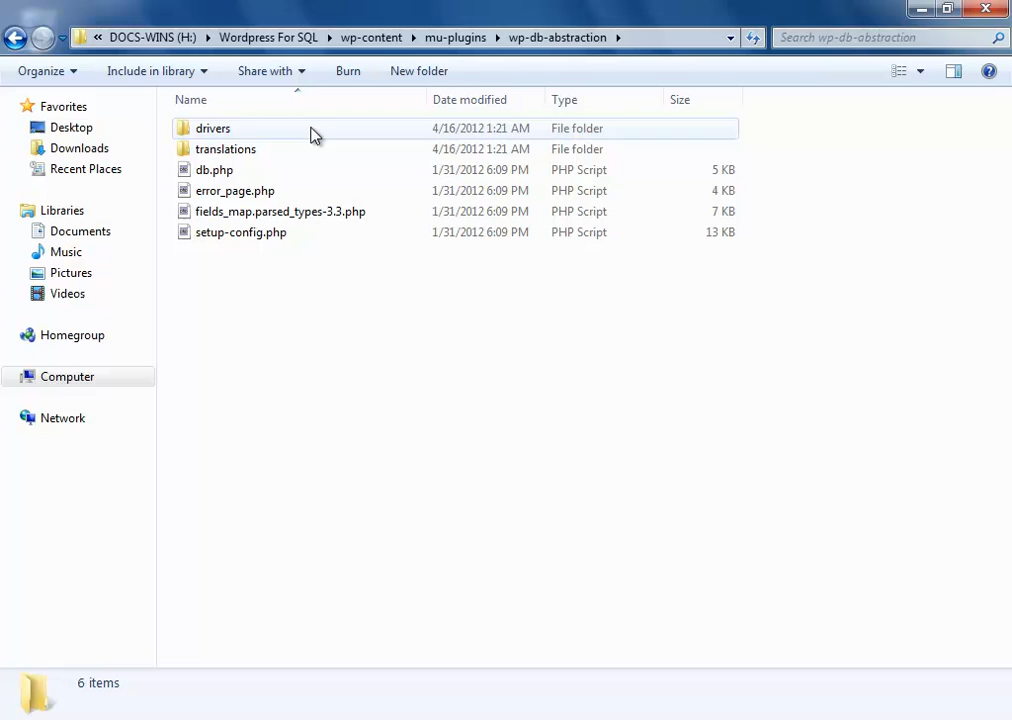 « DOCS-WINS (H:) Wordpress For SQL wp-content mu-plugins wp-db-abstraction Search wp-db-abstraction
Organize Include in library Share with Burn New folder
Name Date modified Type Size
Favorites
Desktop
Downloads
Recent Places
Libraries
Documents
Music
Pictures
Videos
Homegroup
Computer
Network
drivers 4/16/2012 1:21 AM File folder
translations 4/16/2012 1:21 AM File folder
db.php 1/31/2012 6:09 PM PHP Script 5 KB
error_page.php 1/31/2012 6:09 PM PHP Script 4 KB
fields_map.parsed_types-3.3.php 1/31/2012 6:09 PM PHP Script 7 KB
setup-config.php 1/31/2012 6:09 PM PHP Script 13 KB
6 items